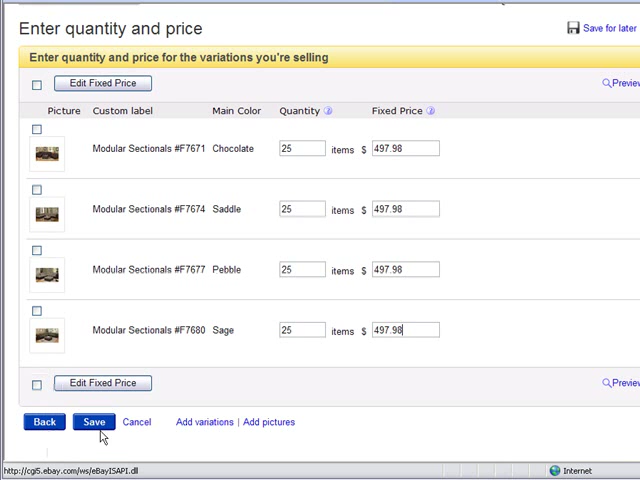 Enter quantity and price
Save for later
Enter quantity and price for the variations you're selling
Edit Fixed Price
Preview
Picture Custom label Main Color Quantity Fixed Price
Modular Sectionals #F7671 Chocolate 25 items $ 497.98
Modular Sectionals #F7674 Saddle 25 items $ 497.98
Modular Sectionals #F7677 Pebble 25 items $ 497.98
Modular Sectionals #F7680 Sage 25 items $ 497.98
Edit Fixed Price
Preview
Back Save Cancel Add variations | Add pictures
http://cgi5.ebay.com/ws/eBayISAPI.dll Internet